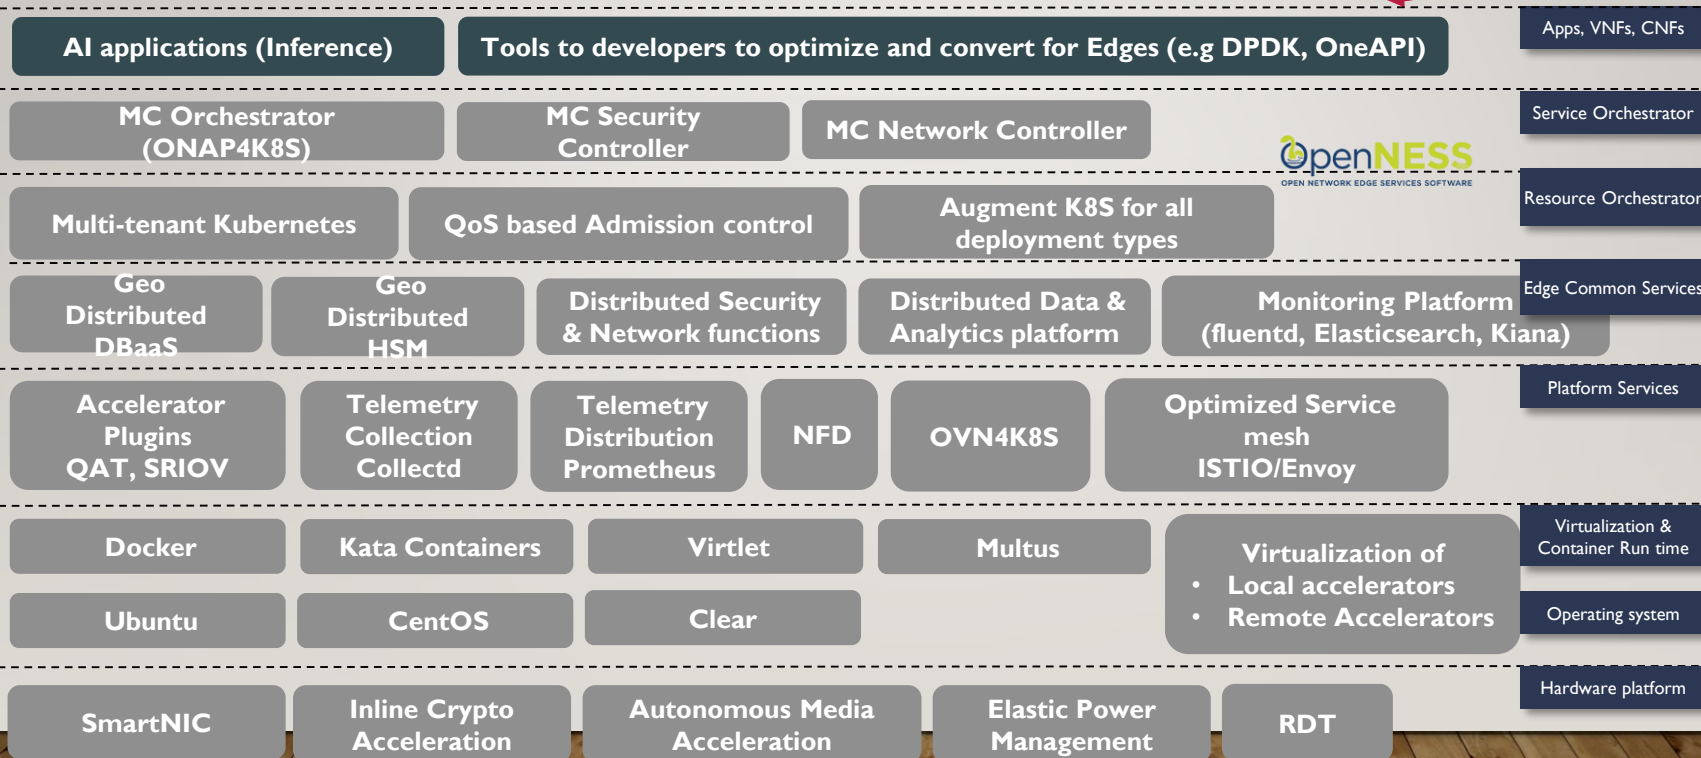 AI applications (Inference)
Tools to developers to optimize and convert for Edges (e.g DPDK, OneAPI)
Apps, VNFs, CNFs
MC Orchestrator
(ONAP4K8S)
MC Security
Controller
MC Network Controller
OpenNESS
OPEN NETWORK EDGE SERVICES SOFTWARE
Service Orchestrator
Multi-tenant Kubernetes
QoS based Admission control
Augment K8S for all
deployment types
Resource Orchestrator
Geo
Distributed
DBaaS
Geo
Distributed
HSM
Distributed Security
& Network functions
Distributed Data &
Analytics platform
Monitoring Platform
(fluentd, Elasticsearch, Kiana)
Edge Common Services
Accelerator
Plugins
QAT, SRIOV
Telemetry
Collection
Collectd
Telemetry
Distribution
Prometheus
NFD
OVN4K8S
Optimized Service
mesh
ISTIO/Envoy
Platform Services
Docker
Kata Containers
Virtlet
Multus
Virtualization of
• Local accelerators
• Remote Accelerators
Virtualization &
Container Run time
Ubuntu
CentOS
Clear
Operating system
SmartNIC
Inline Crypto
Acceleration
Autonomous Media
Acceleration
Elastic Power
Management
RDT
Hardware platform